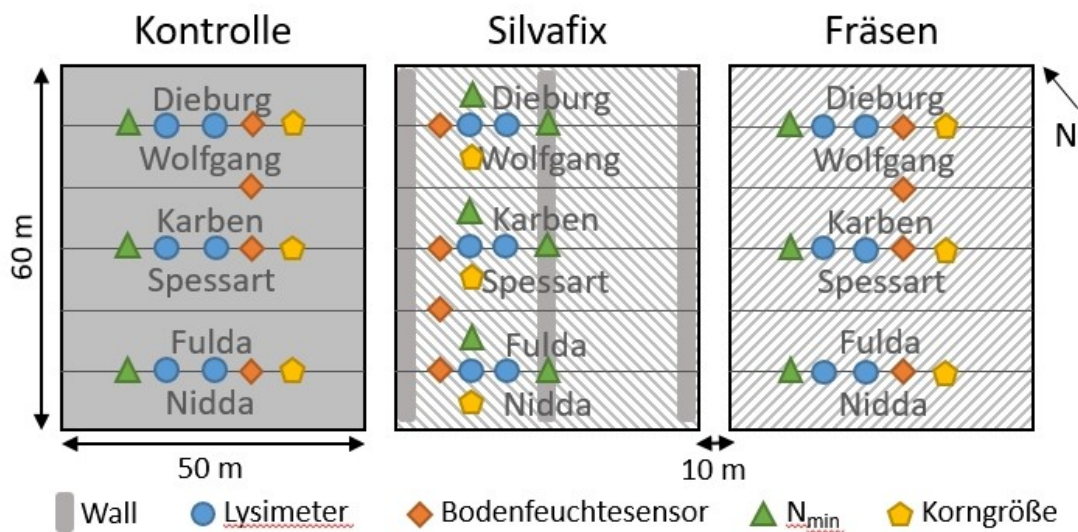 Kontrolle Silvafix Fräsen
Dieburg Dieburg Dieburg
N
Wolfgang Wolfgang Wolfgang
Karben Karben Karben
60 m
Spessart Spessart Spessart
Fulda Fulda Fulda
Nidda Nidda Nidda
50 m 10 m
Wall Lysimeter Bodenfeuchtesensor Nmin Korngröße